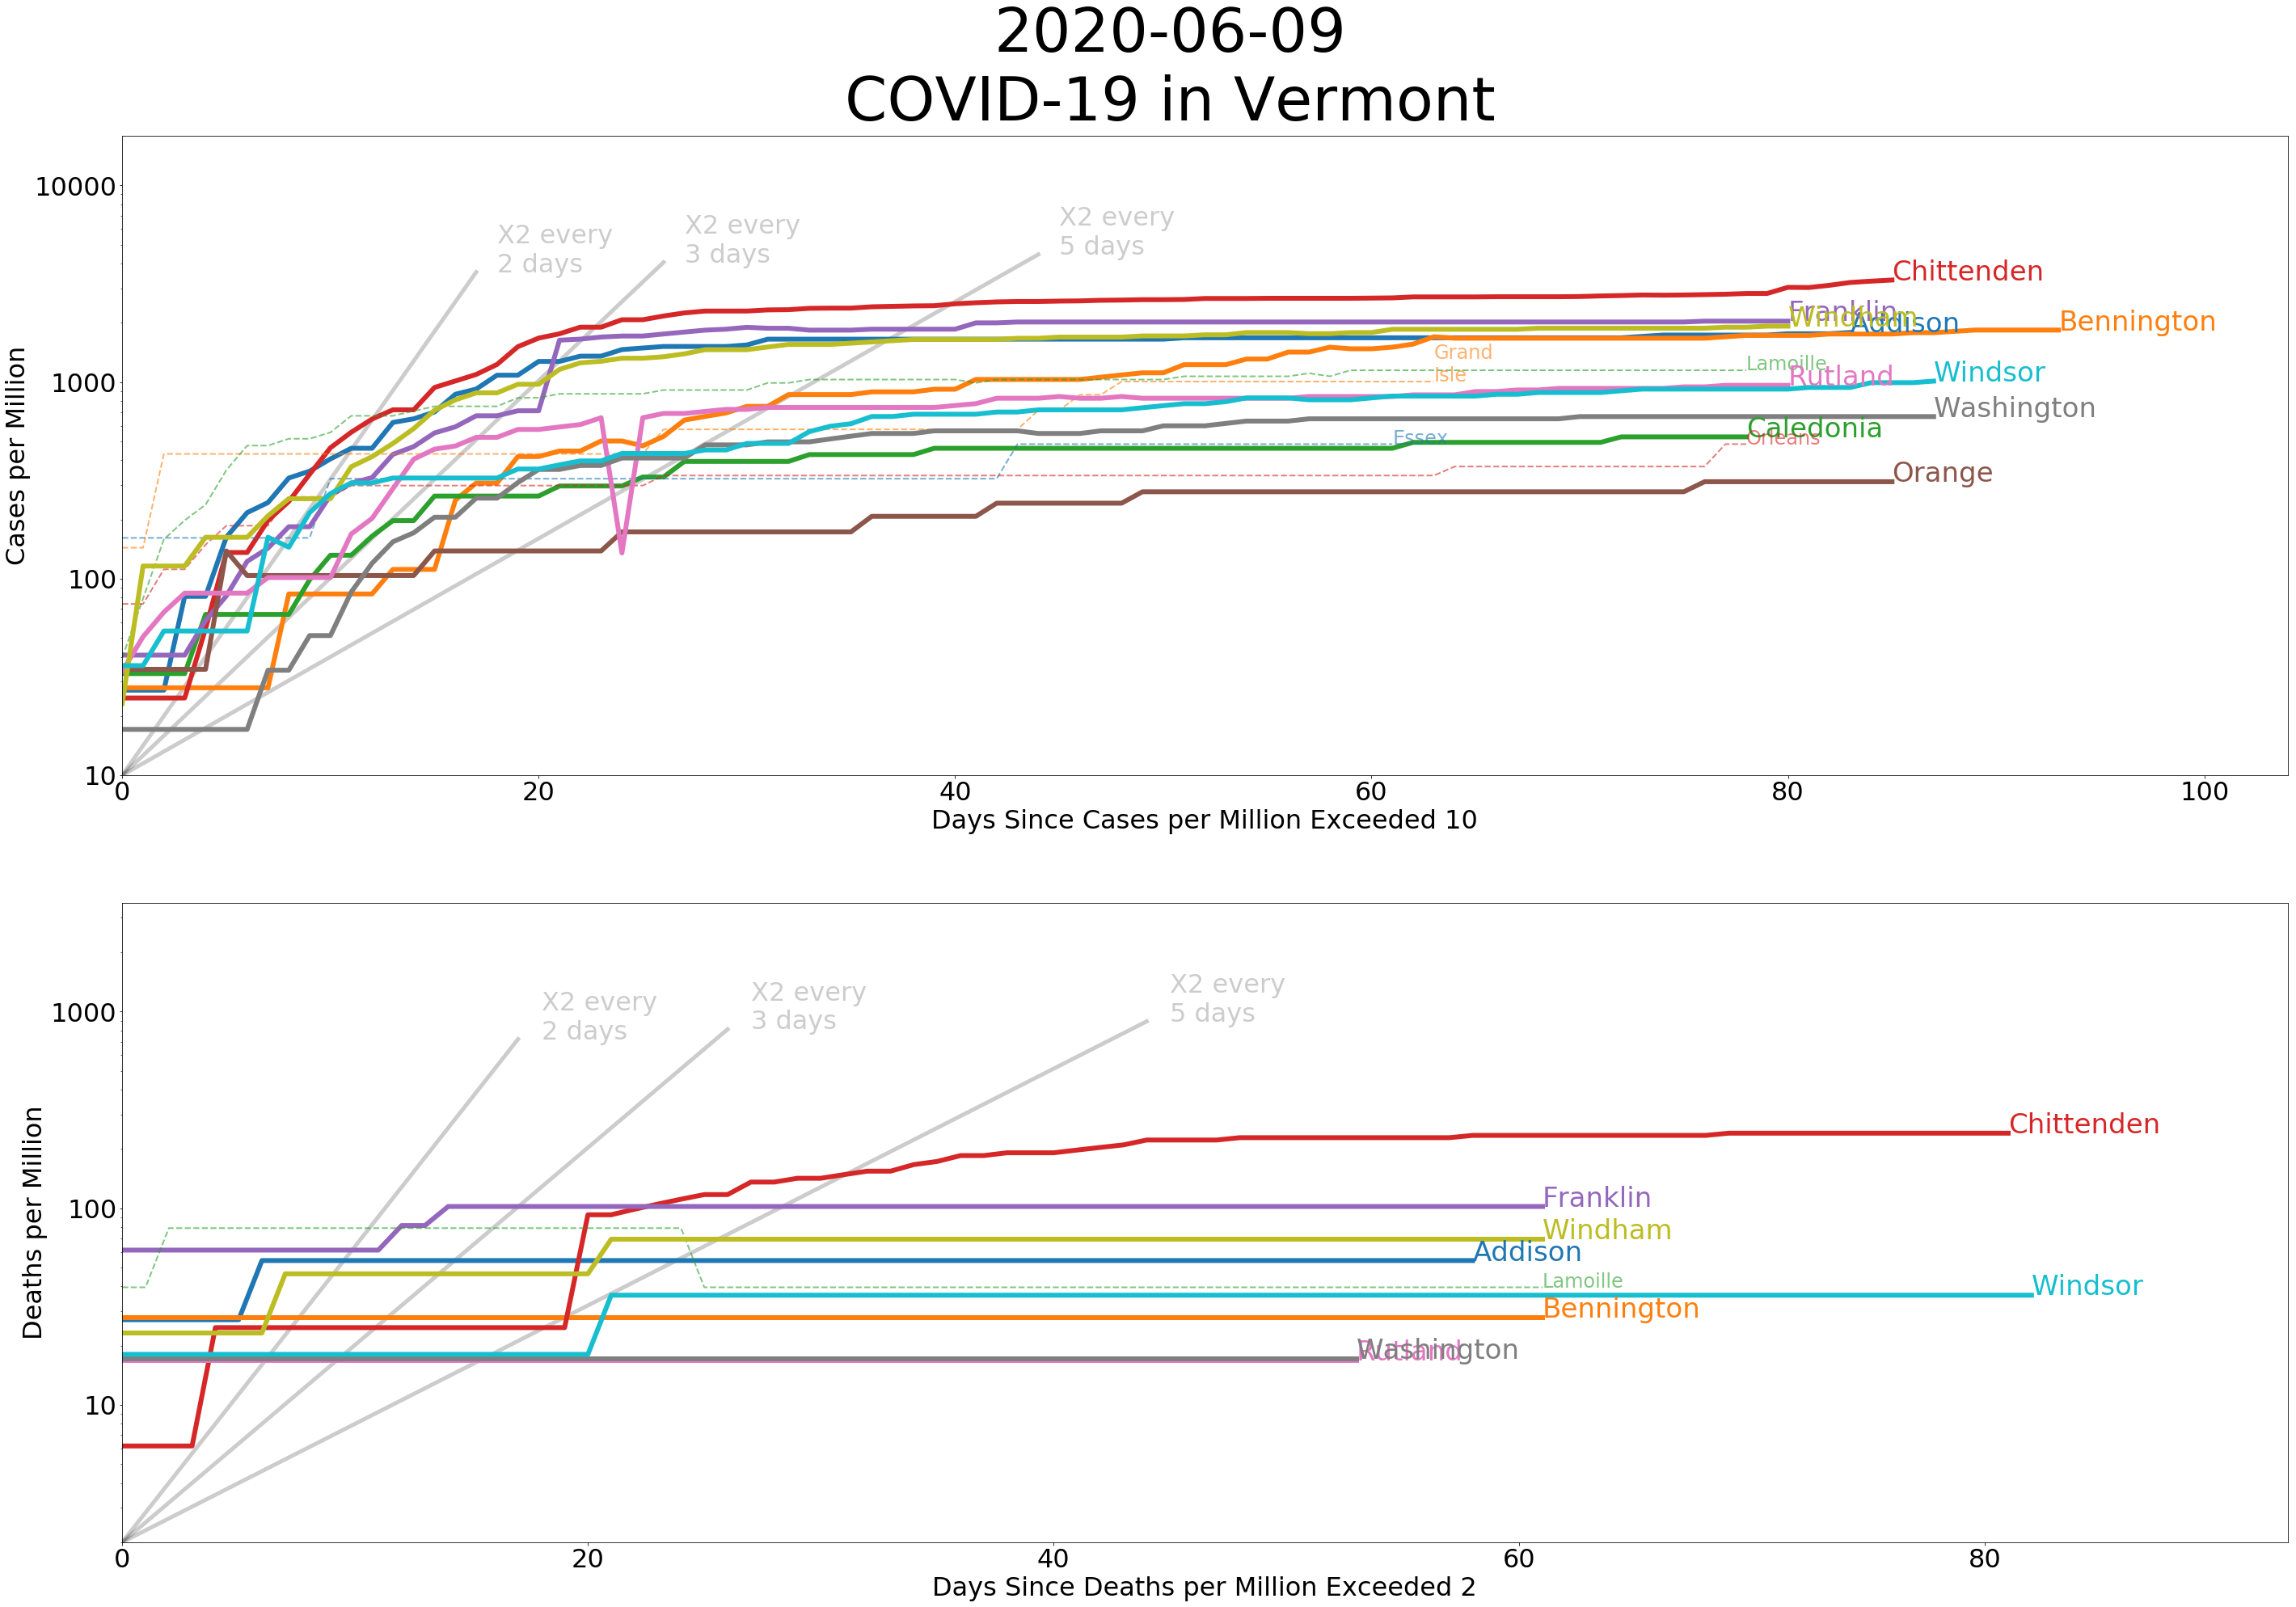 2020-06-09
COVID-19 in Vermont
Cases per Million
10000
1000
100
10
X2 every
2 days
X2 every
3 days
X2 every
5 days
Chittenden
Franklin
Windham
Addison
Bennington
Grand
Isle
Lamoille
Rutland
Windsor
Washington
Essex
Caledonia
Orleans
Orange
0
20
40
60
80
100
Days Since Cases per Million Exceeded 10
Deaths per Million
1000
100
10
X2 every
2 days
X2 every
3 days
X2 every
5 days
Chittenden
Franklin
Windham
Addison
Lamoille
Windsor
Bennington
Washington
Rutland
0
20
40
60
80
Days Since Deaths per Million Exceeded 2